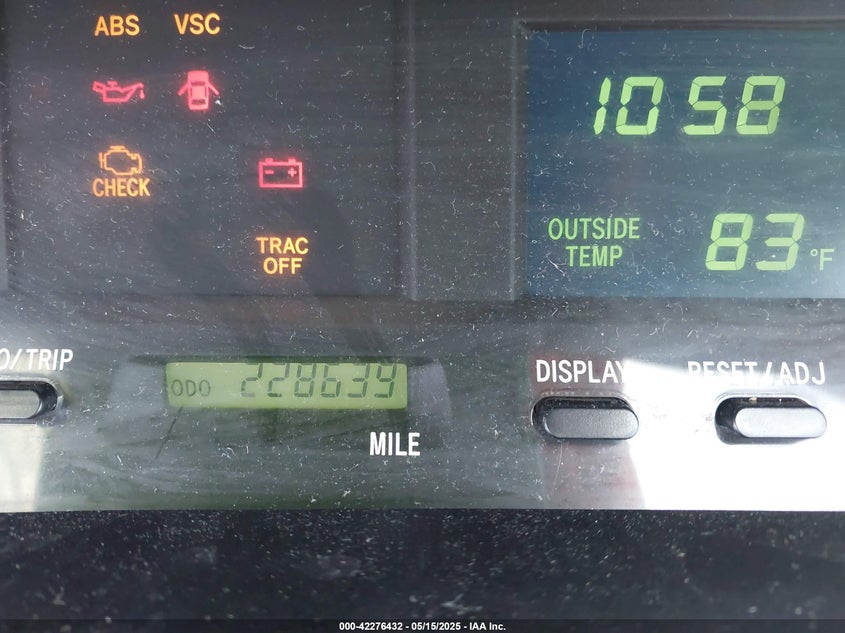 ABS VSC
10 58
CHECK
OUTSIDE
TEMP
83 °F
TRAC
OFF
O/TRIP
ODO 228639
DISPLAY
RESET/ADJ
MILE
000-42276432 - 05/15/2025 - IAA Inc.